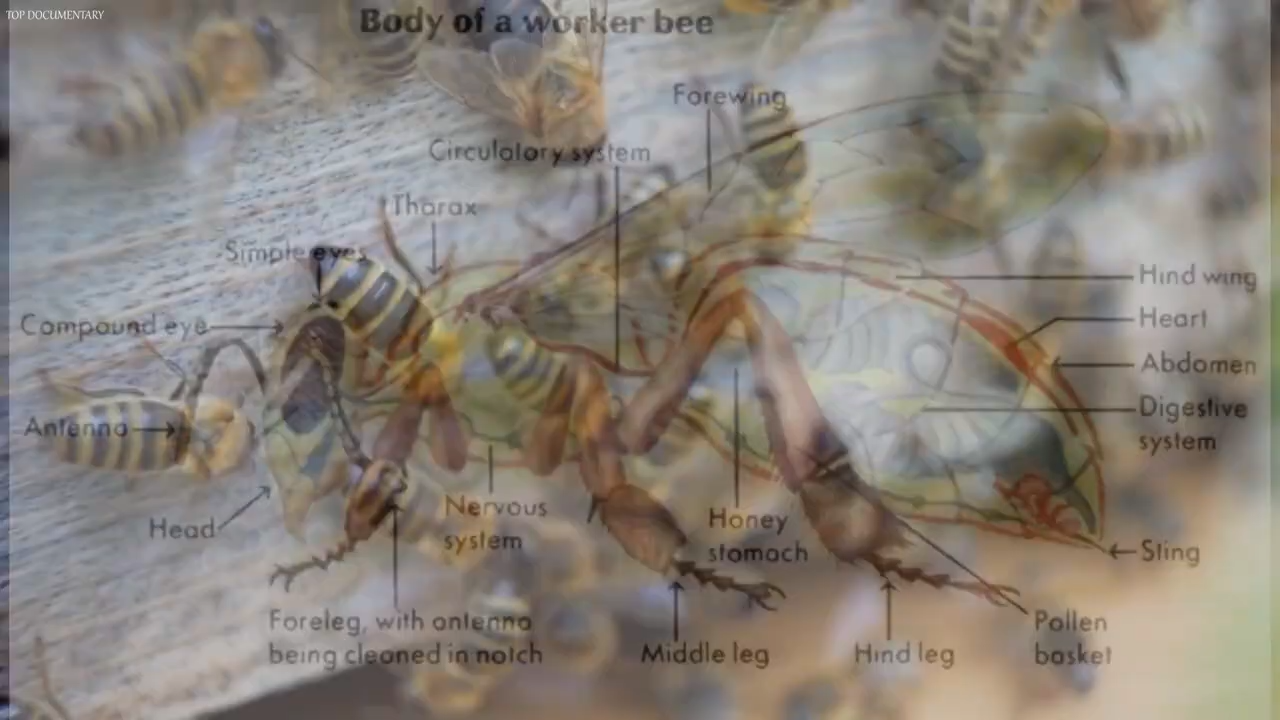 TOP DOCUMENTARY
Body of a worker bee
Forewing
Circulatory system
Thorax
Simple eyes
Hind wing
Heart
Compound eye
Abdomen
Digestive
system
Antenna
Nervous
system
Honey
stomach
Head
Sting
Foreleg, with antenna
being cleaned in notch
Middle leg
Hind leg
Pollen
basket